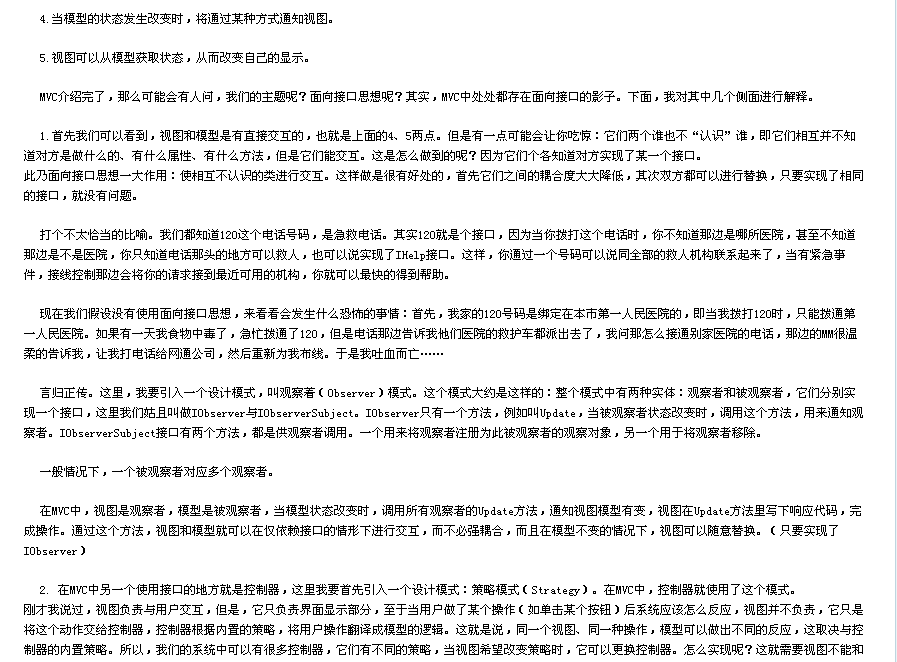 4.当模型的状态发生改变时，将通过某种方式通知视图。
5.视图可以从模型获取状态，从而改变自己的显示。
MVC介绍完了，那么可能会有人问，我们的主题呢？面向接口思想呢？其实，MVC中处处都存在面向接口的影子。下面，我对其中几个侧面进行解释。
1.首先我们可以看到，视图和模型是有直接交互的，也就是上面的4、5两点。但是有一点可能会让你吃惊：它们两个谁也不“认识”谁，即它们相互并不知
道对方是做什么的、有什么属性、有什么方法，但是它们能交互。这是怎么做到的呢？因为它们个各知道对方实现了某一个接口。
此乃面向接口思想一大作用：使相互不认识的类进行交互。这样做是很有好处的，首先它们之间的耦合度大大降低，其次双方都可以进行替换，只要实现了相同
的接口，就没有问题。
打个不太恰当的比喻。我们都知道120这个电话号码，是急救电话。其实120就是个接口，因为当你拨打这个电话时，你不知道那边是哪所医院，甚至不知道
那边是不是医院，你只知道电话那头的地方可以救人，也可以说实现了IHelp接口。这样，你通过一个号码可以说同全部的救人机构联系起来了，当有紧急事
件，接线控制那边会将你的请求接到最近可用的机构，你就可以最快的得到帮助。
现在我们假设没有使用面向接口思想，来看看会发生什么恐怖的事情：首先，我家的120号码是绑定在本市第一人民医院的，即当我拨打120时，只能拨通第
一人民医院。如果有一天我食物中毒了，急忙拨通了120，但是电话那边告诉我他们医院的救护车都派出去了，我问那怎么接通别家医院的电话，那边的MM很温
柔的告诉我，让我打电话给网通公司，然后重新为我布线。于是我吐血而亡……
言归正传。这里，我要引入一个设计模式，叫观察着（Observer）模式。这个模式大约是这样的：整个模式中有两种实体：观察者和被观察者，它们分别实
现一个接口，这里我们姑且叫做IObserver与IObserverSubject。IObserver只有一个方法，例如叫Update，当被观察者状态改变时，调用这个方法，用来通知观
察者。IObserverSubject接口有两个方法，都是供观察者调用。一个用来将观察者注册为此被观察者的观察对象，另一个用于将观察者移除。
一般情况下，一个被观察者对应多个观察者。
在MVC中，视图是观察者，模型是被观察者，当模型状态改变时，调用所有观察者的Update方法，通知视图模型有变，视图在Update方法里写下响应代码，完
成操作。通过这个方法，视图和模型就可以在仅依赖接口的情形下进行交互，而不必强耦合，而且在模型不变的情况下，视图可以随意替换。（只要实现了
IObserver）
2. 在MVC中另一个使用接口的地方就是控制器，这里我要首先引入一个设计模式：策略模式（Strategy）。在MVC中，控制器就使用了这个模式。
刚才我说过，视图负责与用户交互，但是，它只负责界面显示部分，至于当用户做了某个操作（如单击某个按钮）后系统应该怎么反应，视图并不负责，它只是
将这个动作交给控制器，控制器根据内置的策略，将用户操作翻译成模型的逻辑。这就是说，同一个视图、同一种操作，模型可以做出不同的反应，这取决与控
制器的内置策略。所以，我们的系统中可以有很多控制器，它们有不同的策略，当视图希望改变策略时，它可以更换控制器。怎么实现呢？这就需要视图不能和